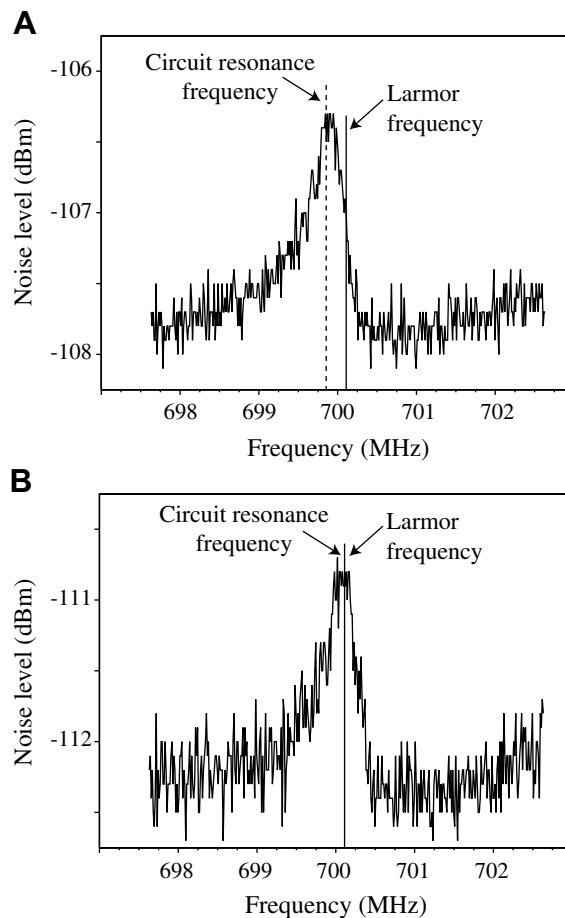 A
Circuit resonance
frequency
Larmor
frequency
Noise level (dBm)
-106
-107
-108
698 699 700 701 702
Frequency (MHz)
B
Circuit resonance
frequency
Larmor
frequency
Noise level (dBm)
-111
-112
698 699 700 701 702
Frequency (MHz)